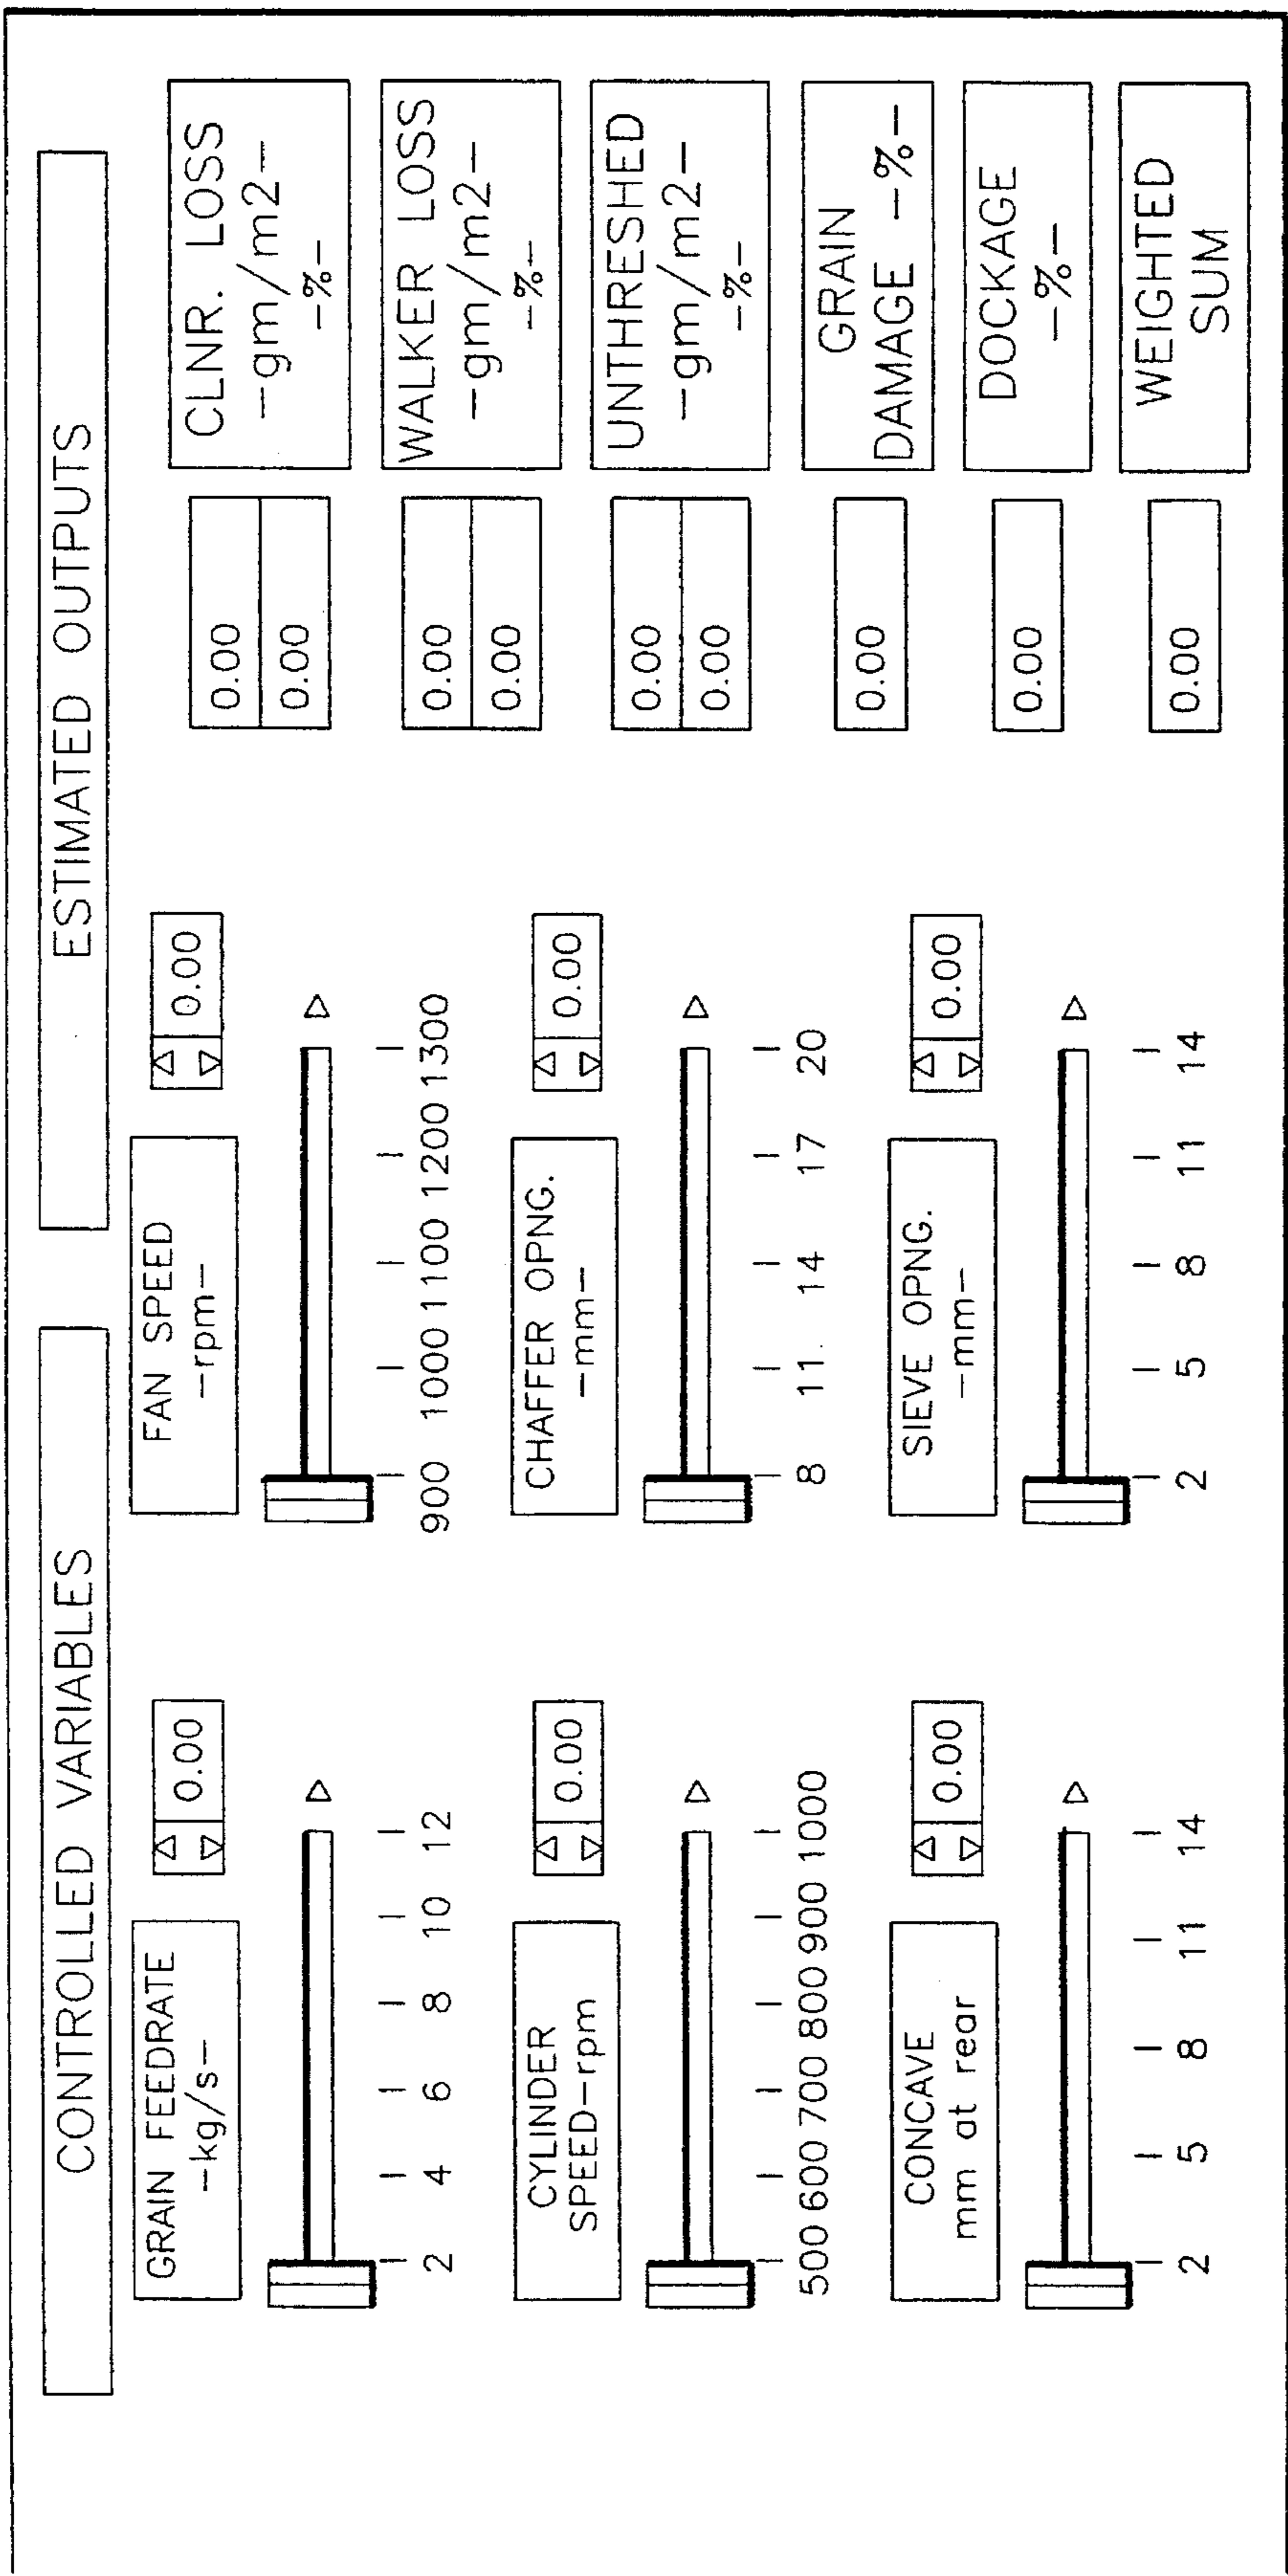 CONTROLLED VARIABLES
GRAIN FEEDRATE
-kg/s-
0.00
2 4 6 8 10 12
FAN SPEED
-rpm-
0.00
900 1000 1100 1200 1300
CYLINDER
SPEED-rpm
0.00
500 600 700 800 900 1000
CHAFFER OPNG.
-mm-
0.00
8 11 14 17 20
CONCAVE
mm at rear
0.00
2 5 8 11 14
SIEVE OPNG.
-mm-
0.00
2 5 8 11 14
ESTIMATED OUTPUTS
0.00
0.00
CLNR. LOSS
-gm/m2-
-%-
0.00
0.00
WALKER LOSS
-gm/m2-
-%-
0.00
0.00
UNTHRESHED
-gm/m2-
-%-
0.00
GRAIN
DAMAGE -%-
0.00
DOCKAGE
-%-
0.00
WEIGHTED
SUM